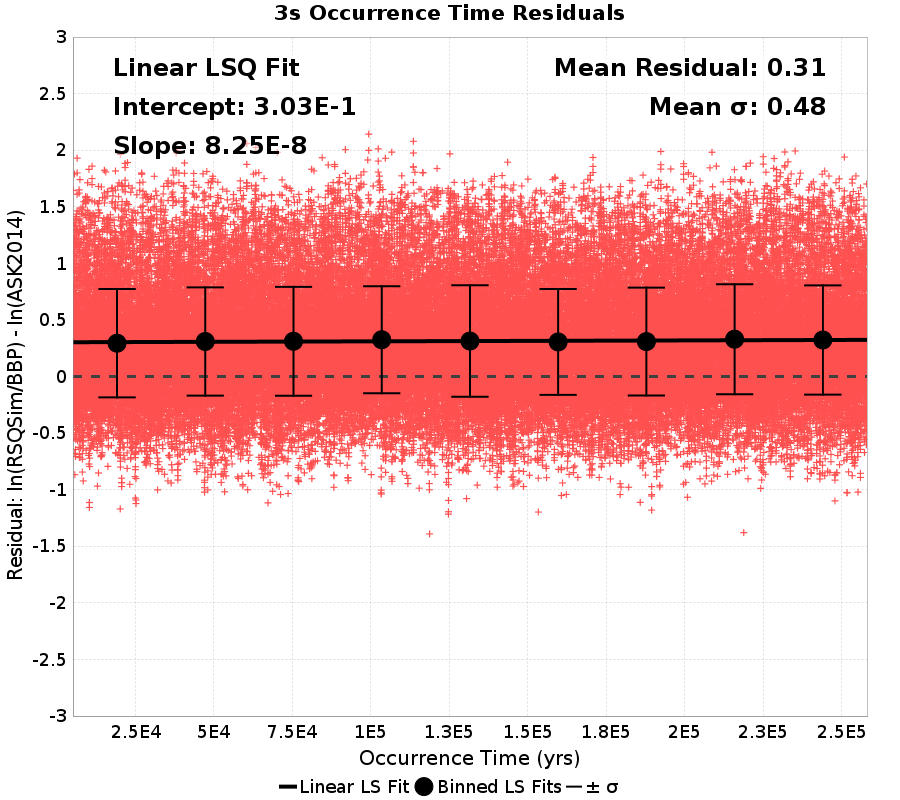 3s Occurrence Time Residuals
Linear LSQ Fit
Intercept: 3.03E-1
Slope: 8.25E-8
Mean Residual: 0.31
Mean σ: 0.48
Residual: ln(RSQSim/BBP) - ln(ASK2014)
3
2.5
2
1.5
1
0.5
0
-0.5
-1
-1.5
-2
-2.5
-3
2.5E4 5E4 7.5E4 1E5 1.3E5 1.5E5 1.8E5 2E5 2.3E5 2.5E5
Occurrence Time (yrs)
Linear LS Fit Binned LS Fits ± σ